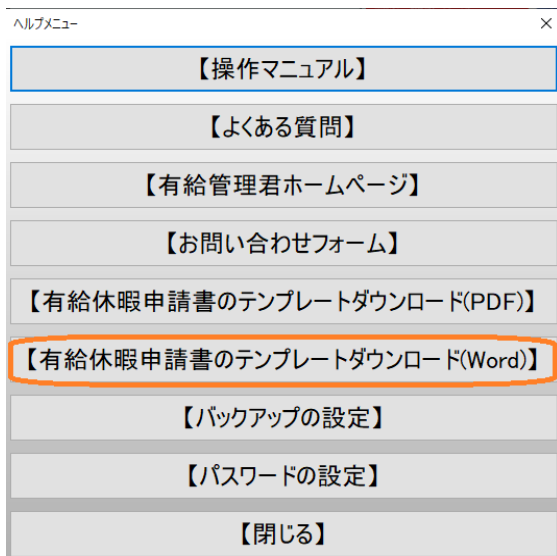 ヘルプメニュー
【操作マニュアル】
【よくある質問】
【有給管理君ホームページ】
【お問い合わせフォーム】
【有給休暇申請書のテンプレートダウンロード(PDF)】
【有給休暇申請書のテンプレートダウンロード(Word)】
【バックアップの設定】
【パスワードの設定】
【閉じる】